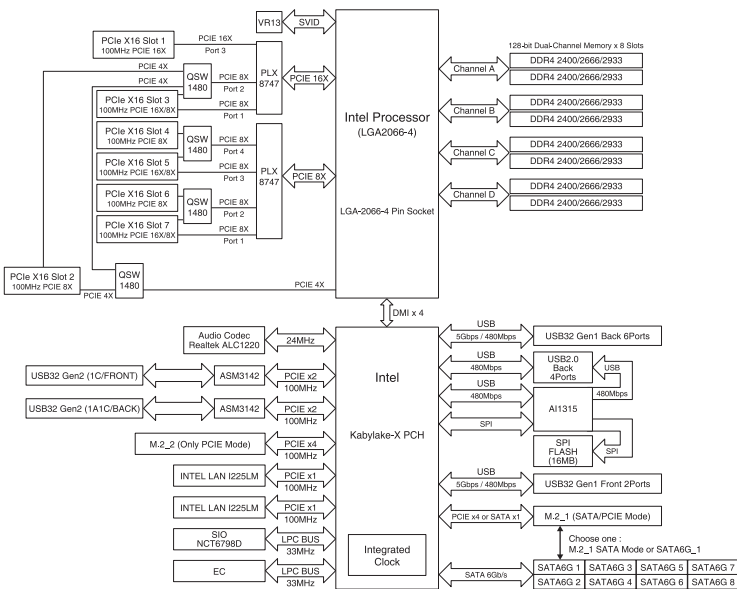 VR13
SVID
PCIe X16 Slot 1
100MHz PCIE 16X
PCIE 16X
Port 3
PCIE 4X
PCIE 4X
QSW
1480
PCIE 8X
Port 2
PLX
8747
PCIE 16X
PCIe X16 Slot 3
100MHz PCIE 16X/8X
PCIE 8X
Port 1
PCIe X16 Slot 4
100MHz PCIE 8X
QSW
1480
PCIE 8X
Port 4
PCIe X16 Slot 5
100MHz PCIE 16X/8X
PCIE 8X
Port 3
PLX
8747
PCIE 8X
PCIe X16 Slot 6
100MHz PCIE 8X
QSW
1480
PCIE 8X
Port 2
PCIe X16 Slot 7
100MHz PCIE 16X/8X
PCIE 8X
Port 1
PCIe X16 Slot 2
100MHz PCIE 8X
PCIE 4X
QSW
1480
PCIE 4X
Intel Processor
(LGA2066-4)
LGA-2066-4 Pin Socket
128-bit Dual-Channel Memory x 8 Slots
Channel A
DDR4 2400/2666/2933
DDR4 2400/2666/2933
Channel B
DDR4 2400/2666/2933
DDR4 2400/2666/2933
Channel C
DDR4 2400/2666/2933
DDR4 2400/2666/2933
Channel D
DDR4 2400/2666/2933
DDR4 2400/2666/2933
DMI x 4
Audio Codec
Realtek ALC1220
24MHz
USB32 Gen2 (1C/FRONT)
ASM3142
PCIE x2
100MHz
USB32 Gen2 (1A1C/BACK)
ASM3142
PCIE x2
100MHz
M.2_2 (Only PCIE Mode)
PCIE x4
100MHz
INTEL LAN I225LM
PCIE x1
100MHz
INTEL LAN I225LM
PCIE x1
100MHz
SIO
NCT6798D
LPC BUS
33MHz
EC
LPC BUS
33MHz
Intel
Kabylake-X PCH
Integrated
Clock
USB
5Gbps / 480Mbps
USB32 Gen1 Back 6Ports
USB
480Mbps
USB2.0
Back
4Ports
USB
480Mbps
USB
480Mbps
AI1315
SPI
SPI
FLASH
(16MB)
SPI
USB
5Gbps / 480Mbps
USB32 Gen1 Front 2Ports
PCIE x4 or SATA x1
M.2_1 (SATA/PCIE Mode)
Choose one :
M.2_1 SATA Mode or SATA6G_1
SATA 6Gb/s
SATA6G 1 SATA6G 3 SATA6G 5 SATA6G 7
SATA6G 2 SATA6G 4 SATA6G 6 SATA6G 8